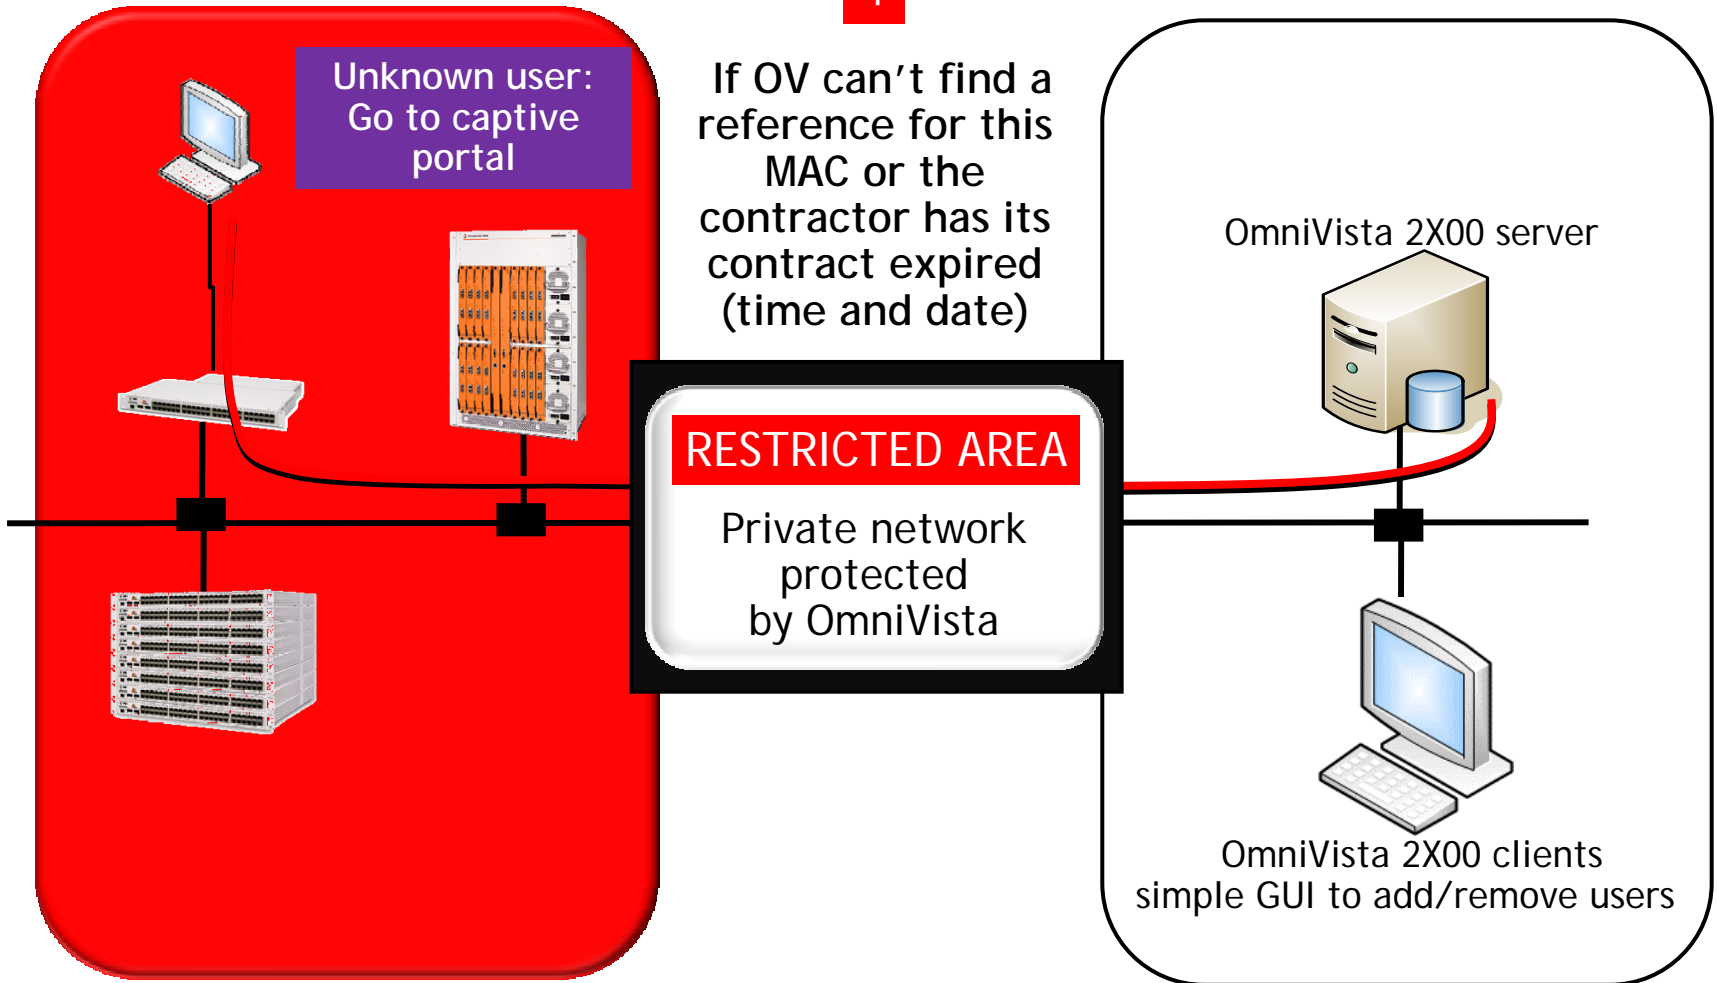 Unknown user:
Go to captive
portal
If OV can't find a
reference for this
MAC or the
contractor has its
contract expired
(time and date)
OmniVista 2X00 server
RESTRICTED AREA
Private network
protected
by OmniVista
OmniVista 2X00 clients
simple GUI to add/remove users